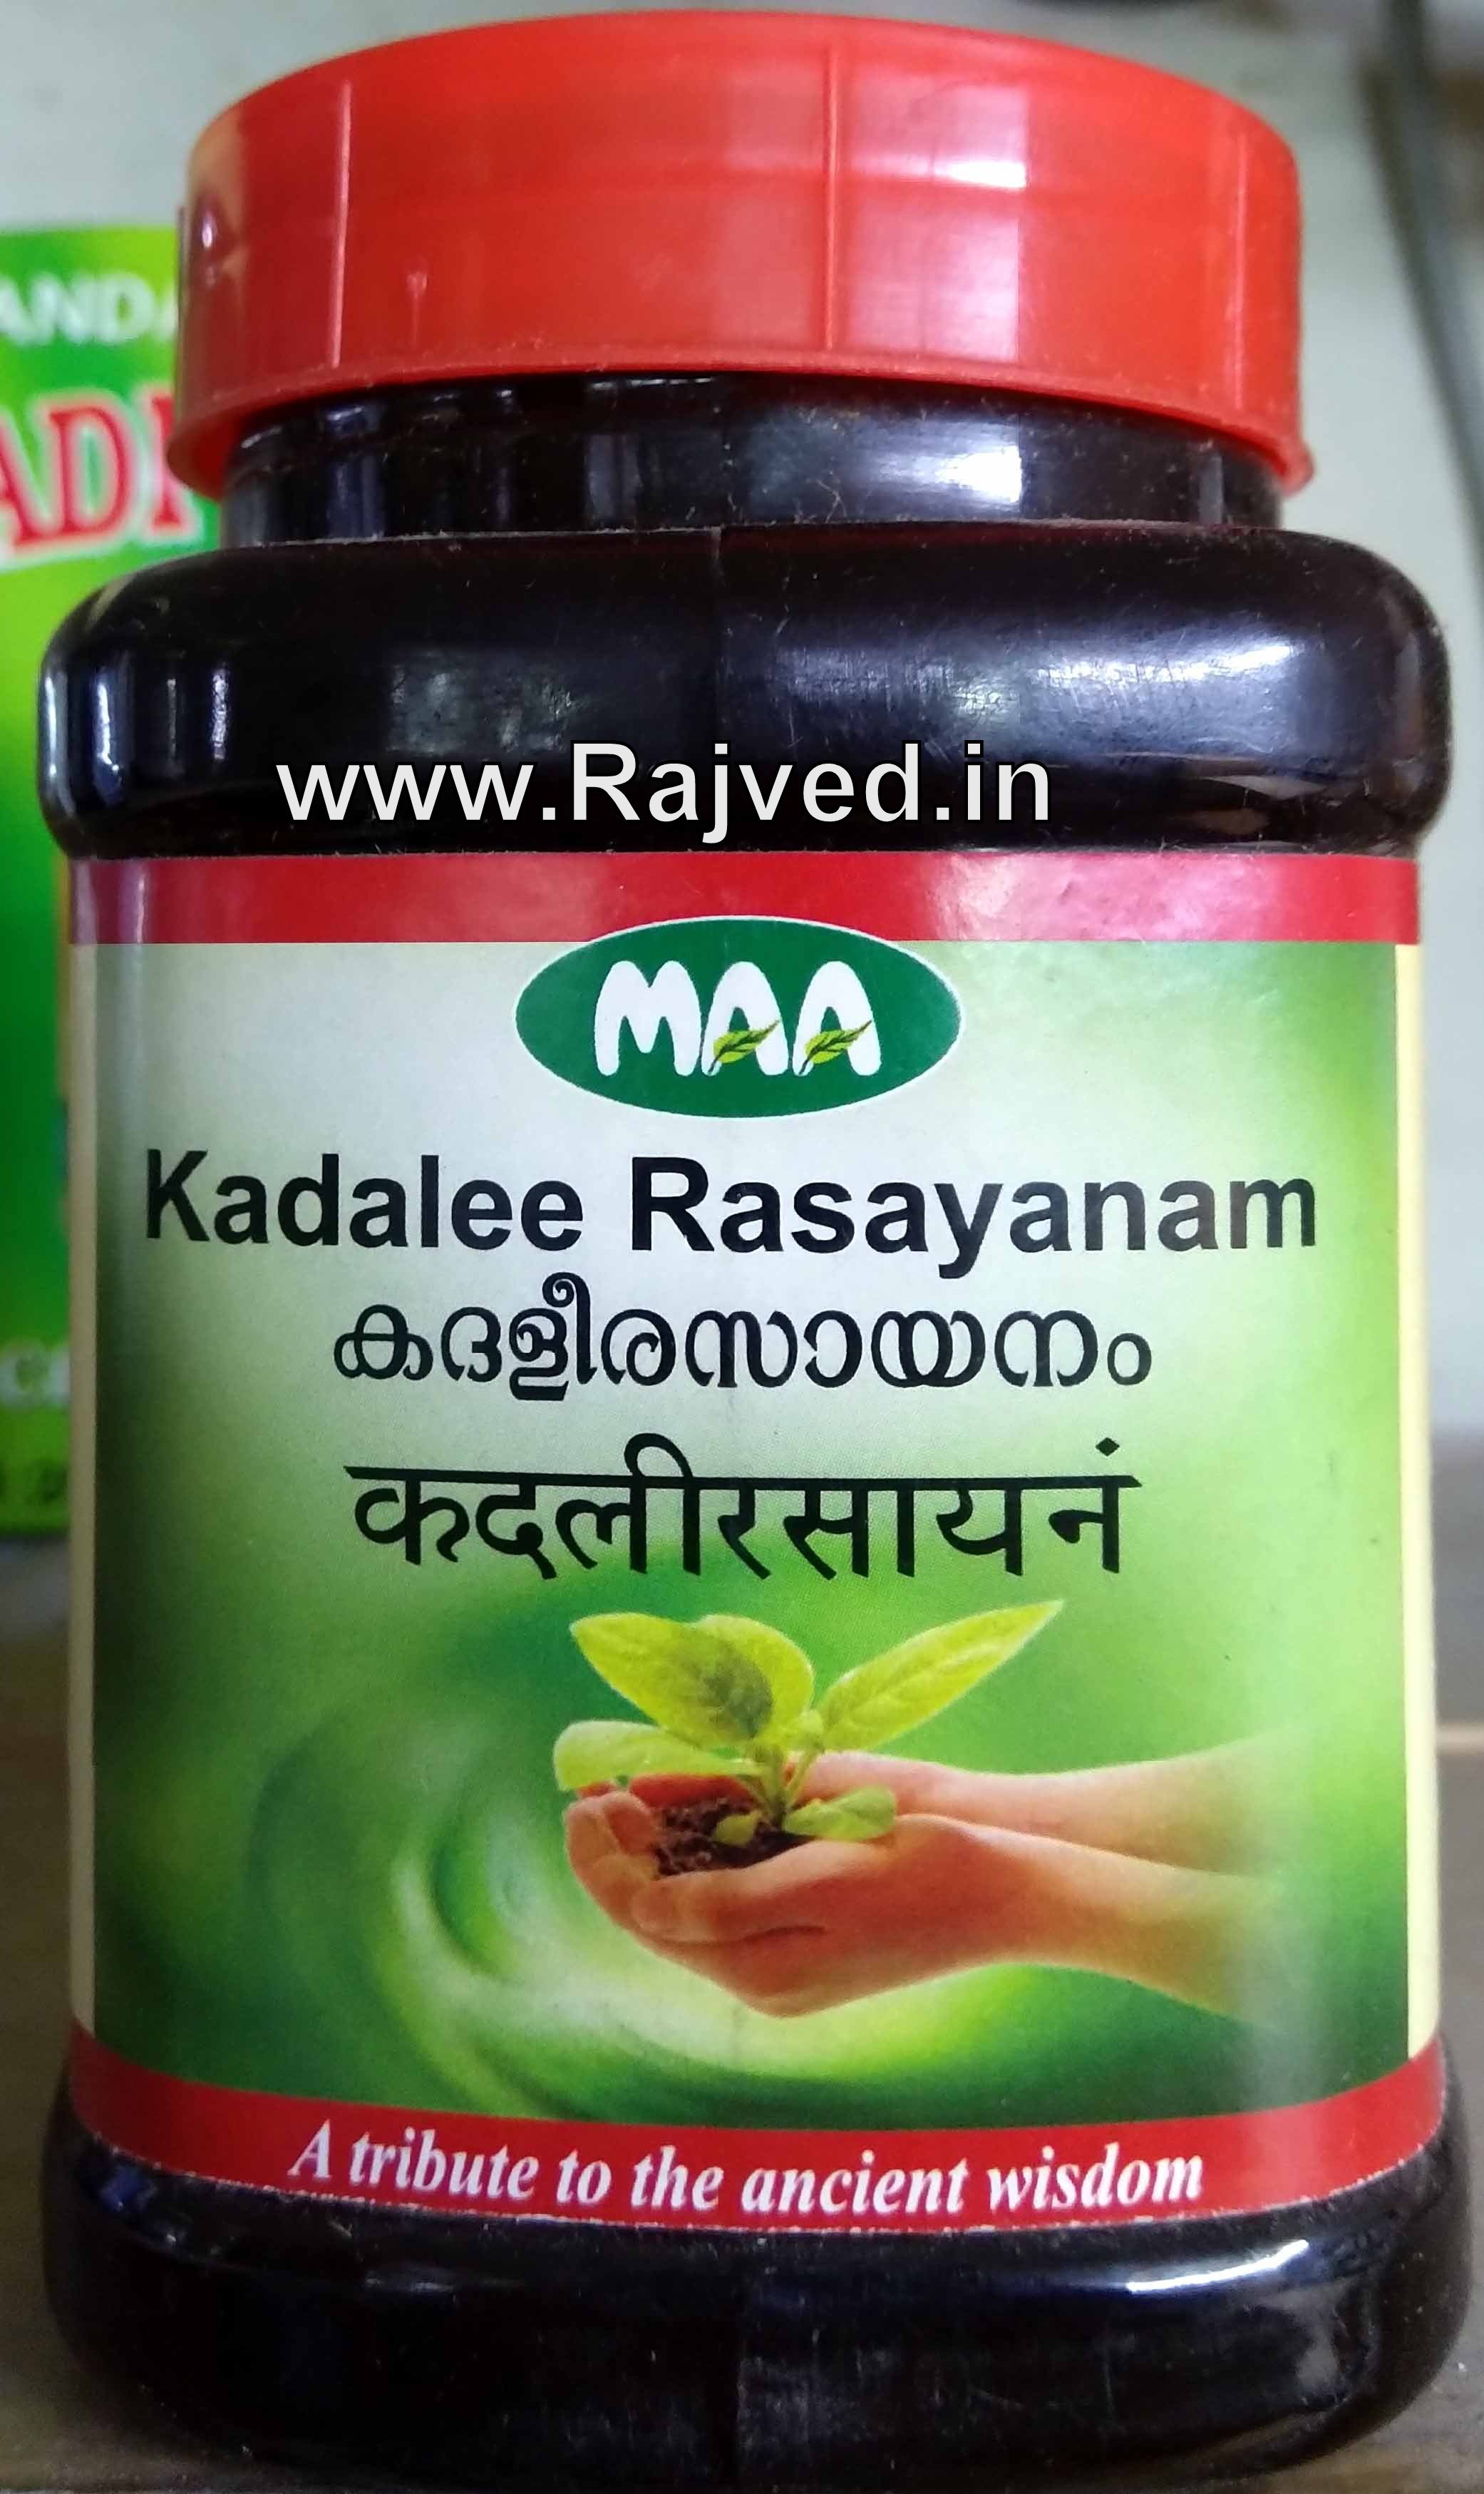 www.Rajved.in
MAA
Kadalee Rasayanam
കദളീരസായനം
कदलीरसायनं
A tribute to the ancient wisdom